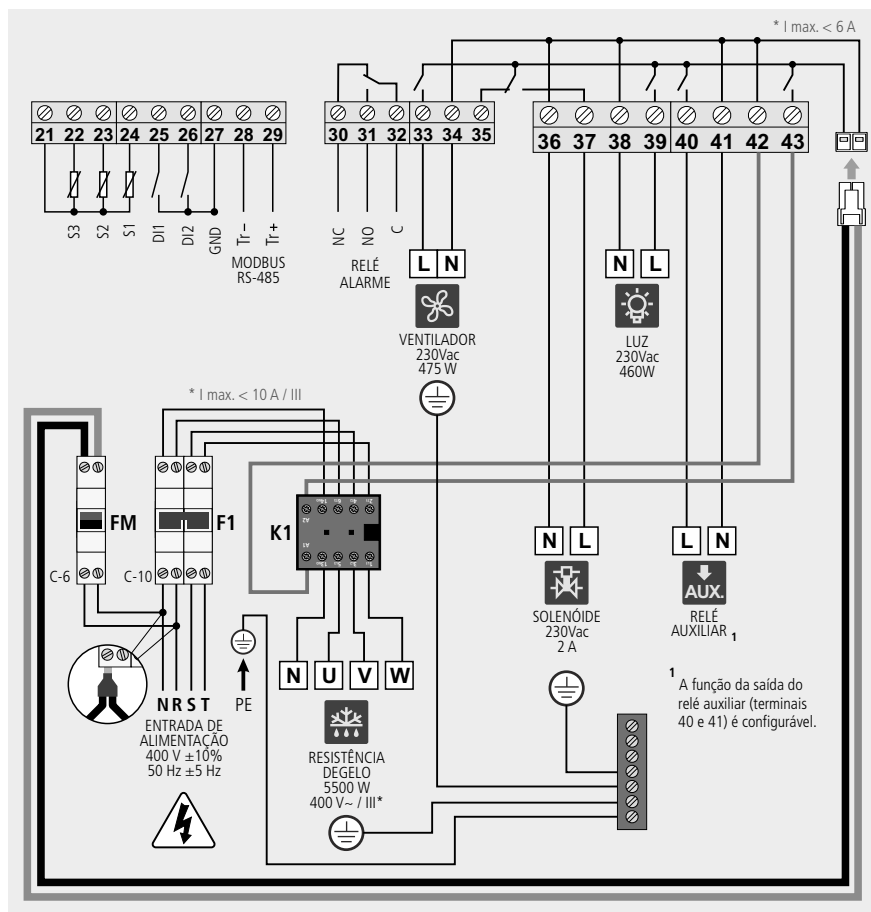 * I max. < 6 A
21 22 23 24 25 26 27 28 29
30 31 32 33 34 35
36 37 38 39 40 41 42 43
S3 S2 S1 DI1 DI2 GND Tr− Tr+
MODBUS
RS-485
NC NO C
RELÉ
ALARME
L N
VENTILADOR
230Vac
475 W
N L
LUZ
230Vac
460W
* I max. < 10 A / III
FM
F1
K1
C-6
C-10
A2
A1
N R S T
ENTRADA DE
ALIMENTAÇÃO
400 V ±10%
50 Hz ±5 Hz
PE
N U V W
RESISTÊNCIA
DEGELO
5500 W
400 V~ / III*
N L
SOLENÓIDE
230Vac
2 A
L N
AUX.
RELÉ
AUXILIAR 1
1 A função da saída do
relé auxiliar (terminais
40 e 41) é configurável.